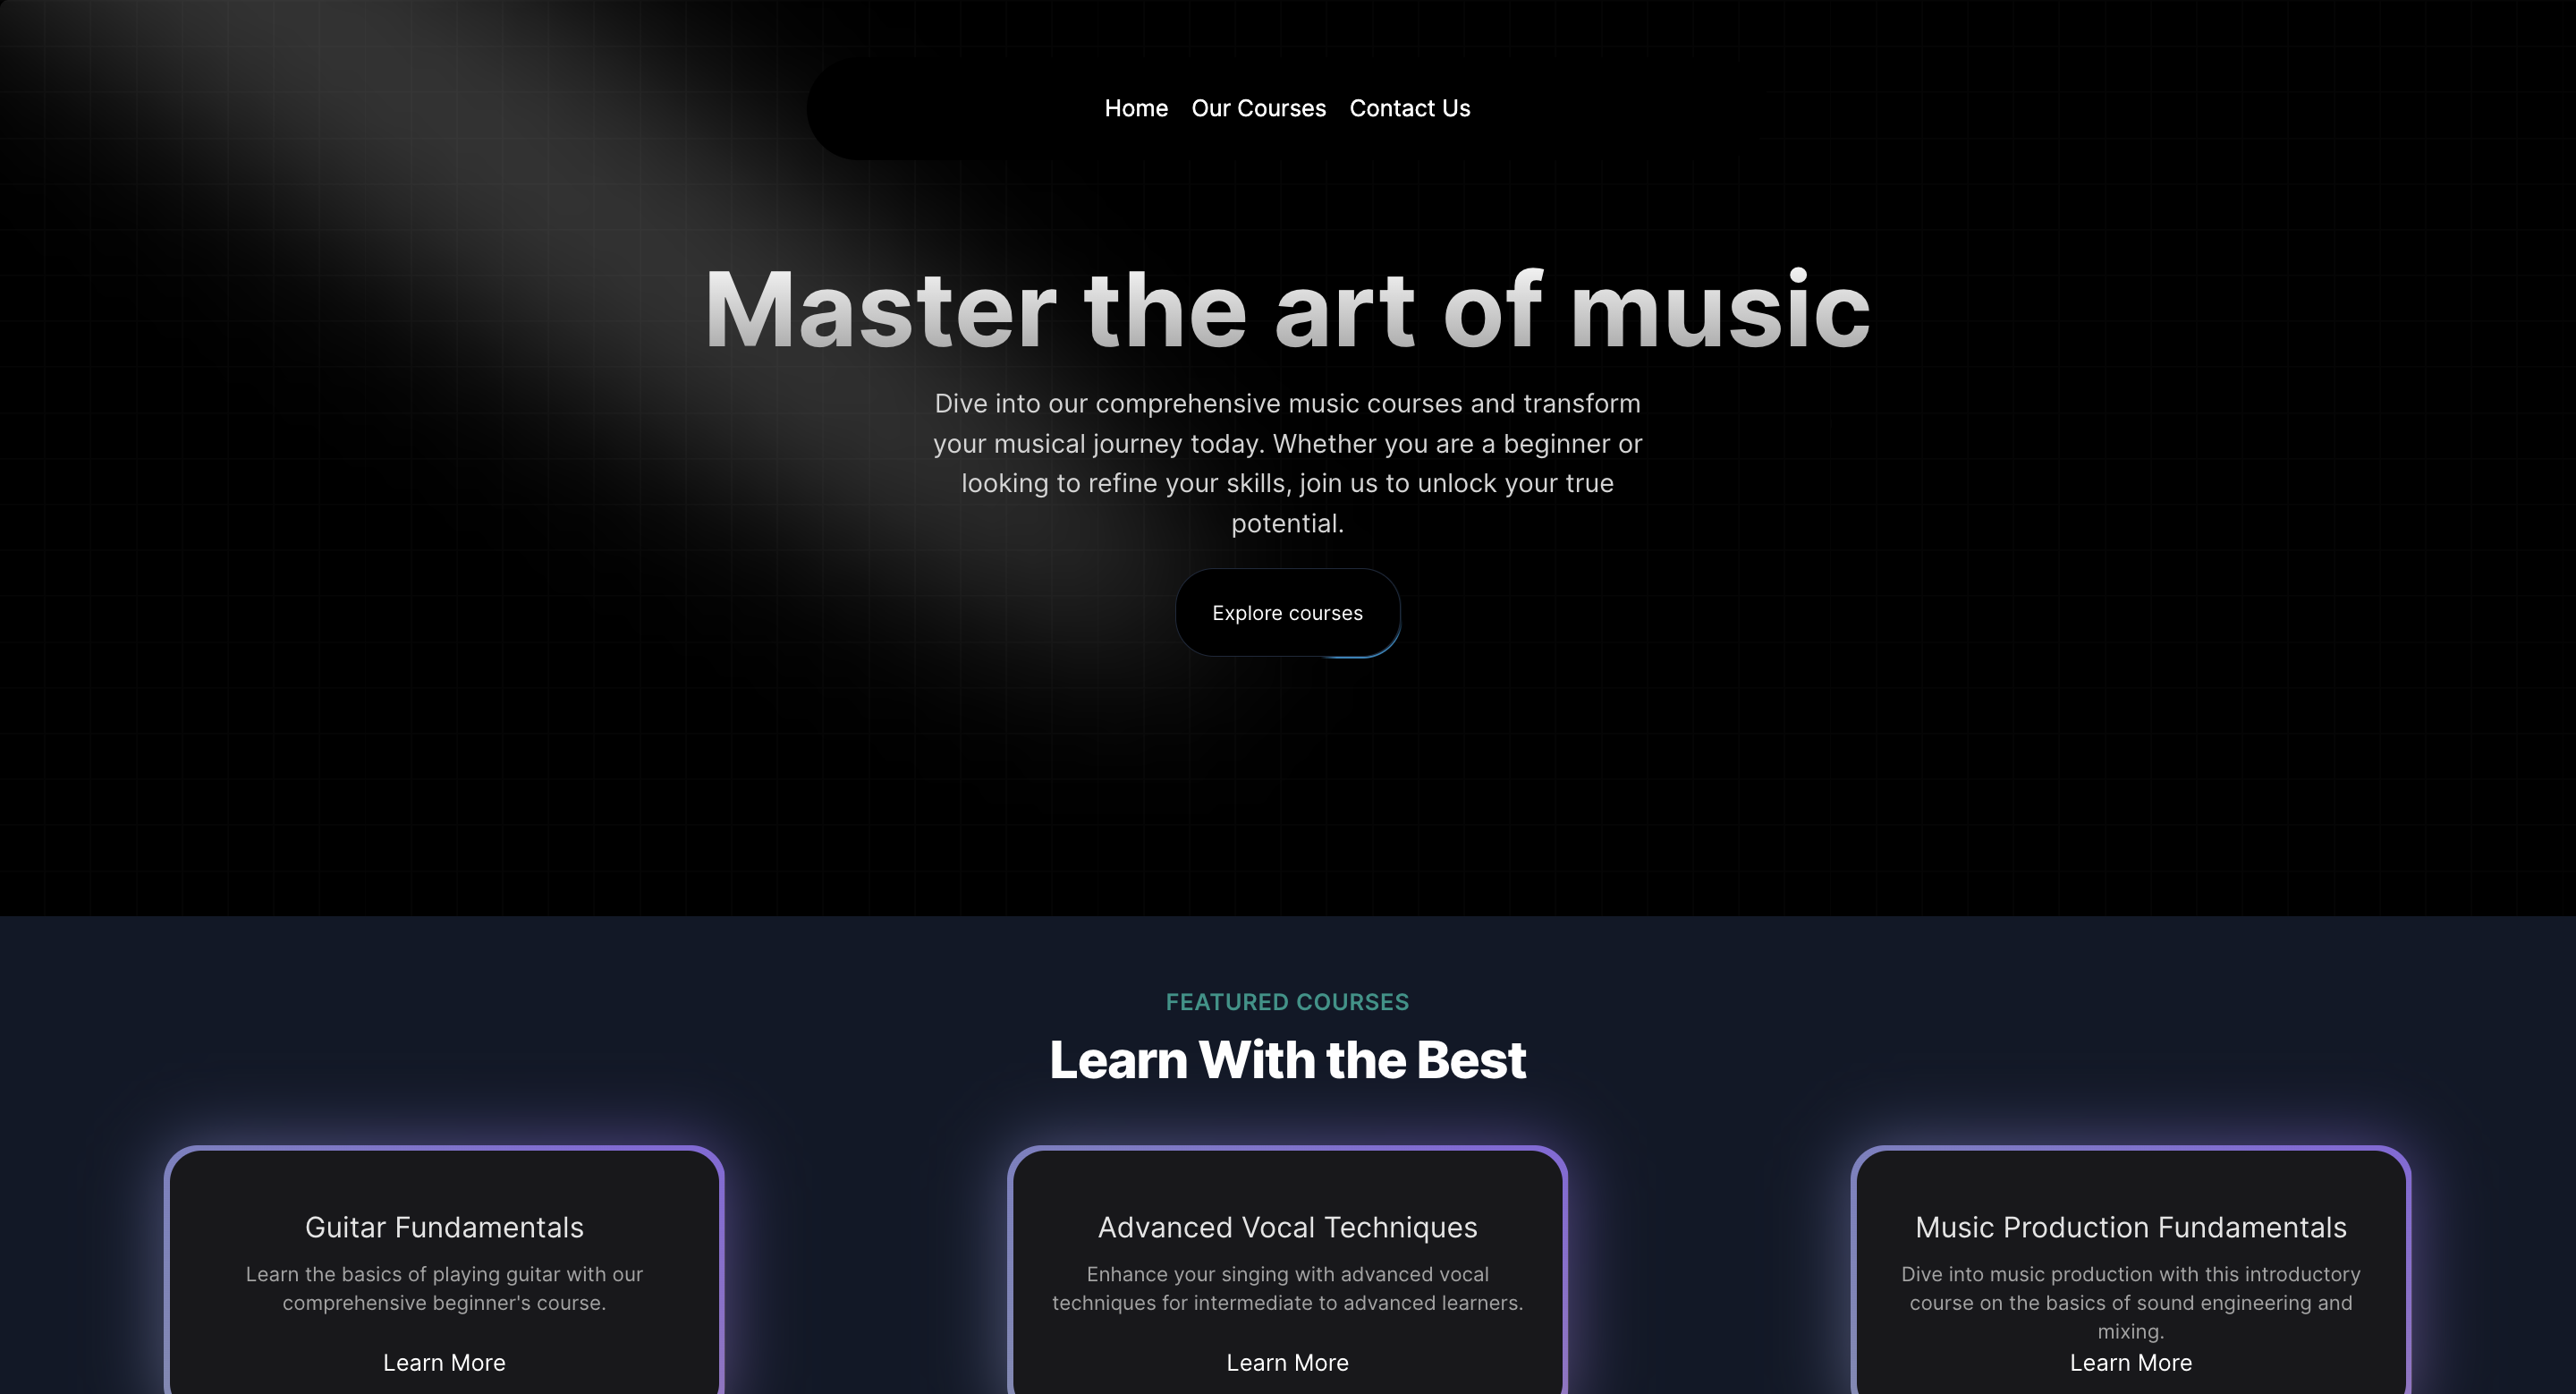 Home Our Courses Contact Us
Master the art of music
Dive into our comprehensive music courses and transform
your musical journey today. Whether you are a beginner or
looking to refine your skills, join us to unlock your true
potential.
Explore courses
FEATURED COURSES
Learn With the Best
Guitar Fundamentals
Learn the basics of playing guitar with our
comprehensive beginner's course.
Learn More
Advanced Vocal Techniques
Enhance your singing with advanced vocal
techniques for intermediate to advanced learners.
Learn More
Music Production Fundamentals
Dive into music production with this introductory
course on the basics of sound engineering and
mixing.
Learn More